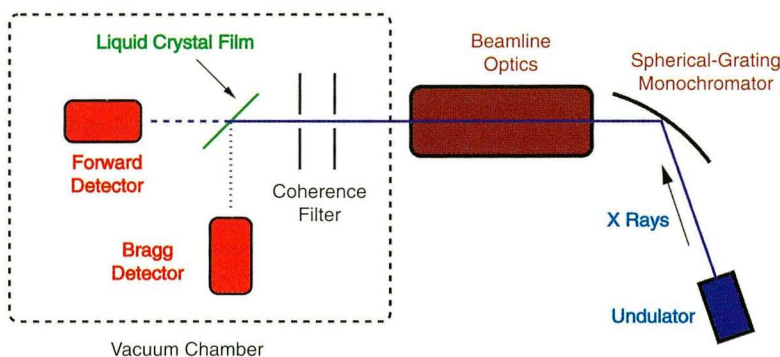 Liquid Crystal Film
Beamline
Optics
Spherical-Grating
Monochromator
Forward
Detector
Coherence
Filter
Bragg
Detector
X Rays
Undulator
Vacuum Chamber